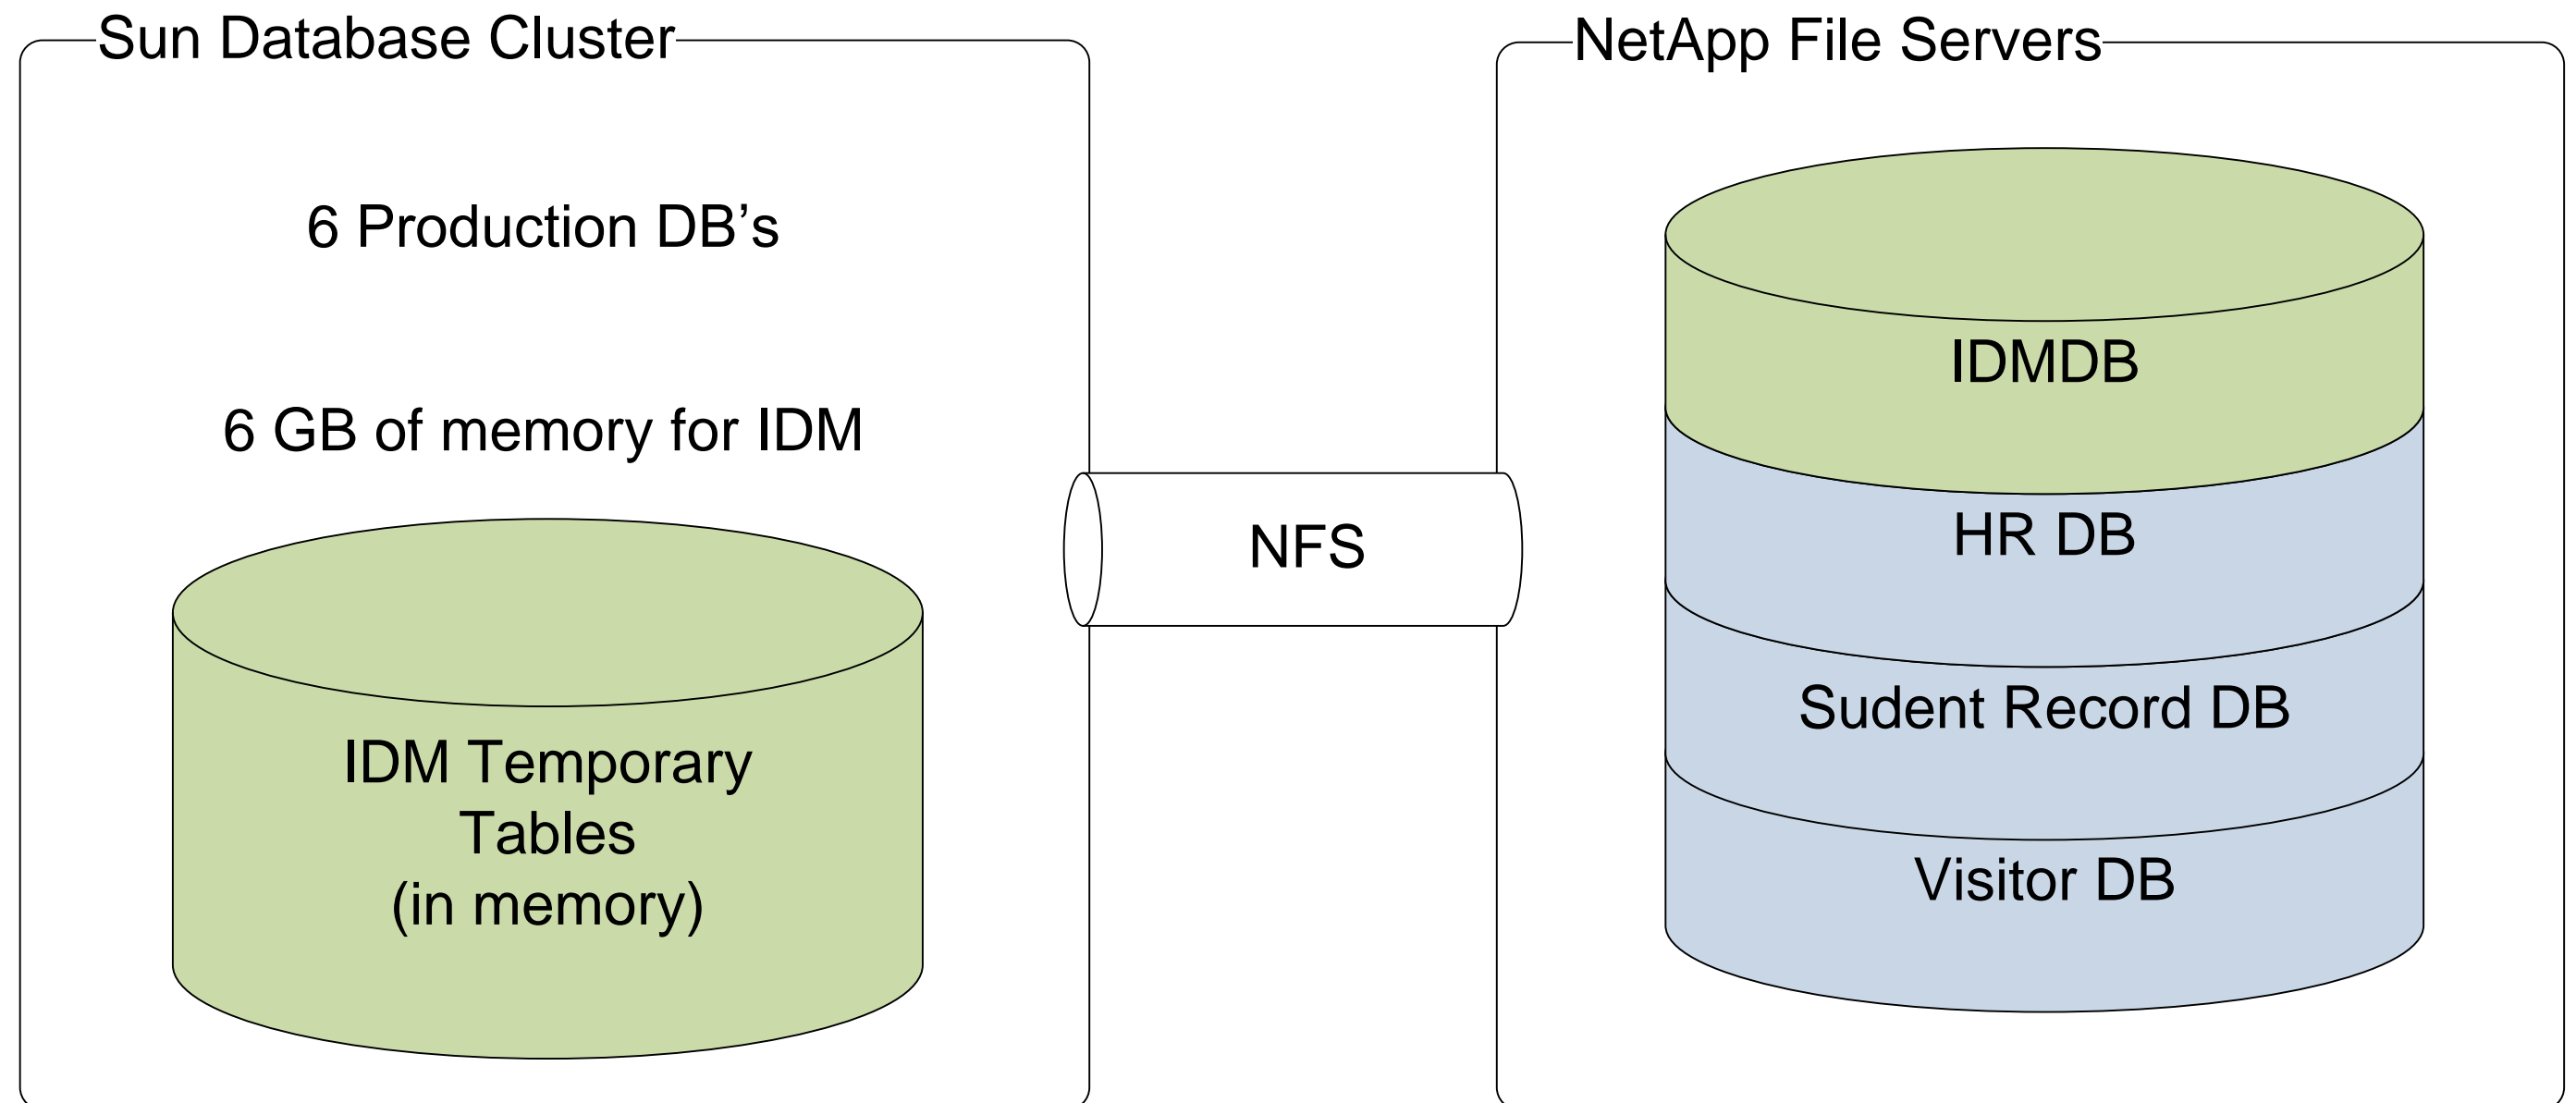 Sun Database Cluster
6 Production DB’s
6 GB of memory for IDM
IDM Temporary
Tables
(in memory)
NFS
NetApp File Servers
IDMDB
HR DB
Sudent Record DB
Visitor DB